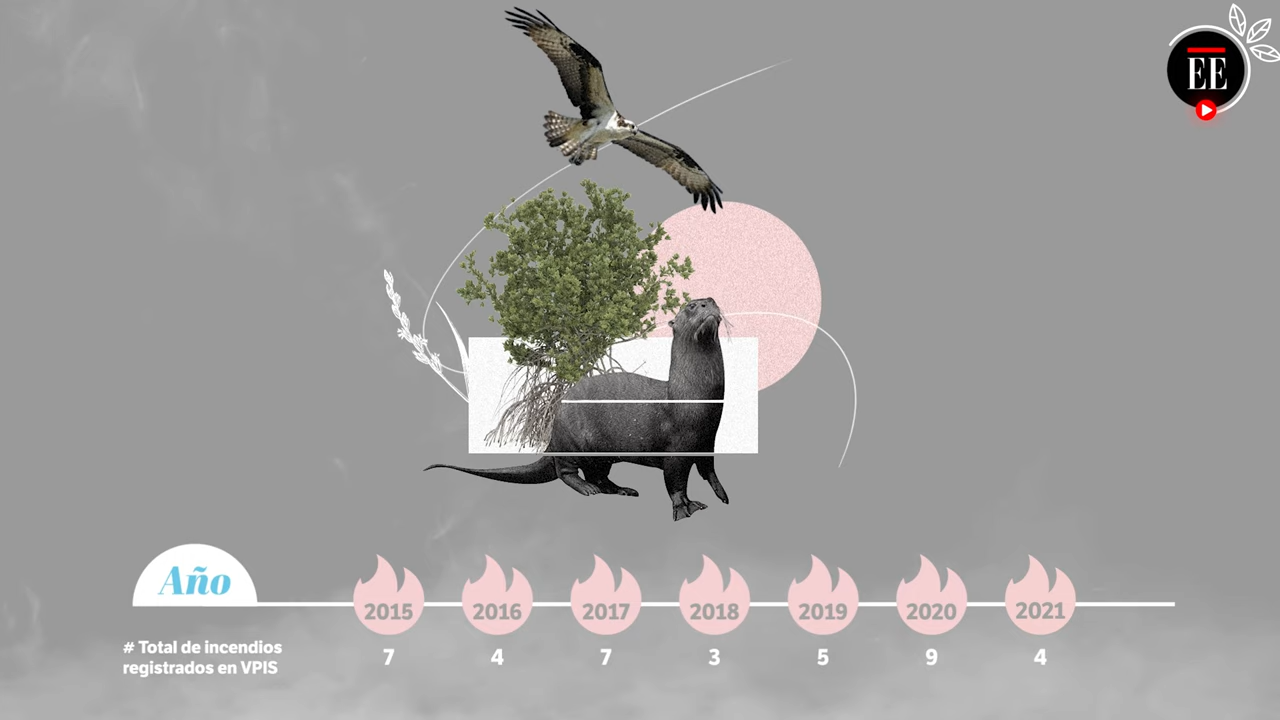 EE
Año
2015 2016 2017 2018 2019 2020 2021
# Total de incendios
registrados en VPIS
7 4 7 3 5 9 4